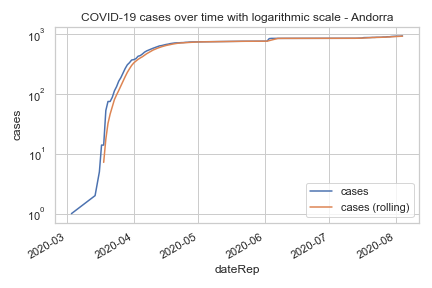 COVID-19 cases over time with logarithmic scale - Andorra
10³
10²
10¹
10⁰
cases
cases
cases (rolling)
2020-03
2020-04
2020-05
2020-06
2020-07
2020-08
dateRep